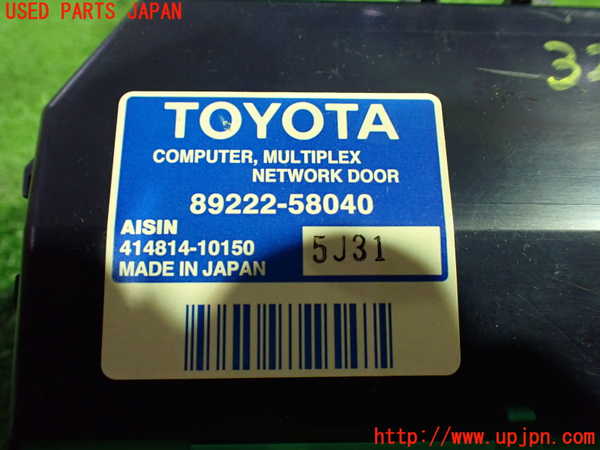 USED PARTS JAPAN
32
TOYOTA
COMPUTER, MULTIPLEX
NETWORK DOOR
89222-58040
AISIN
414814-10150
5J31
MADE IN JAPAN
http://www.upjpn.com/